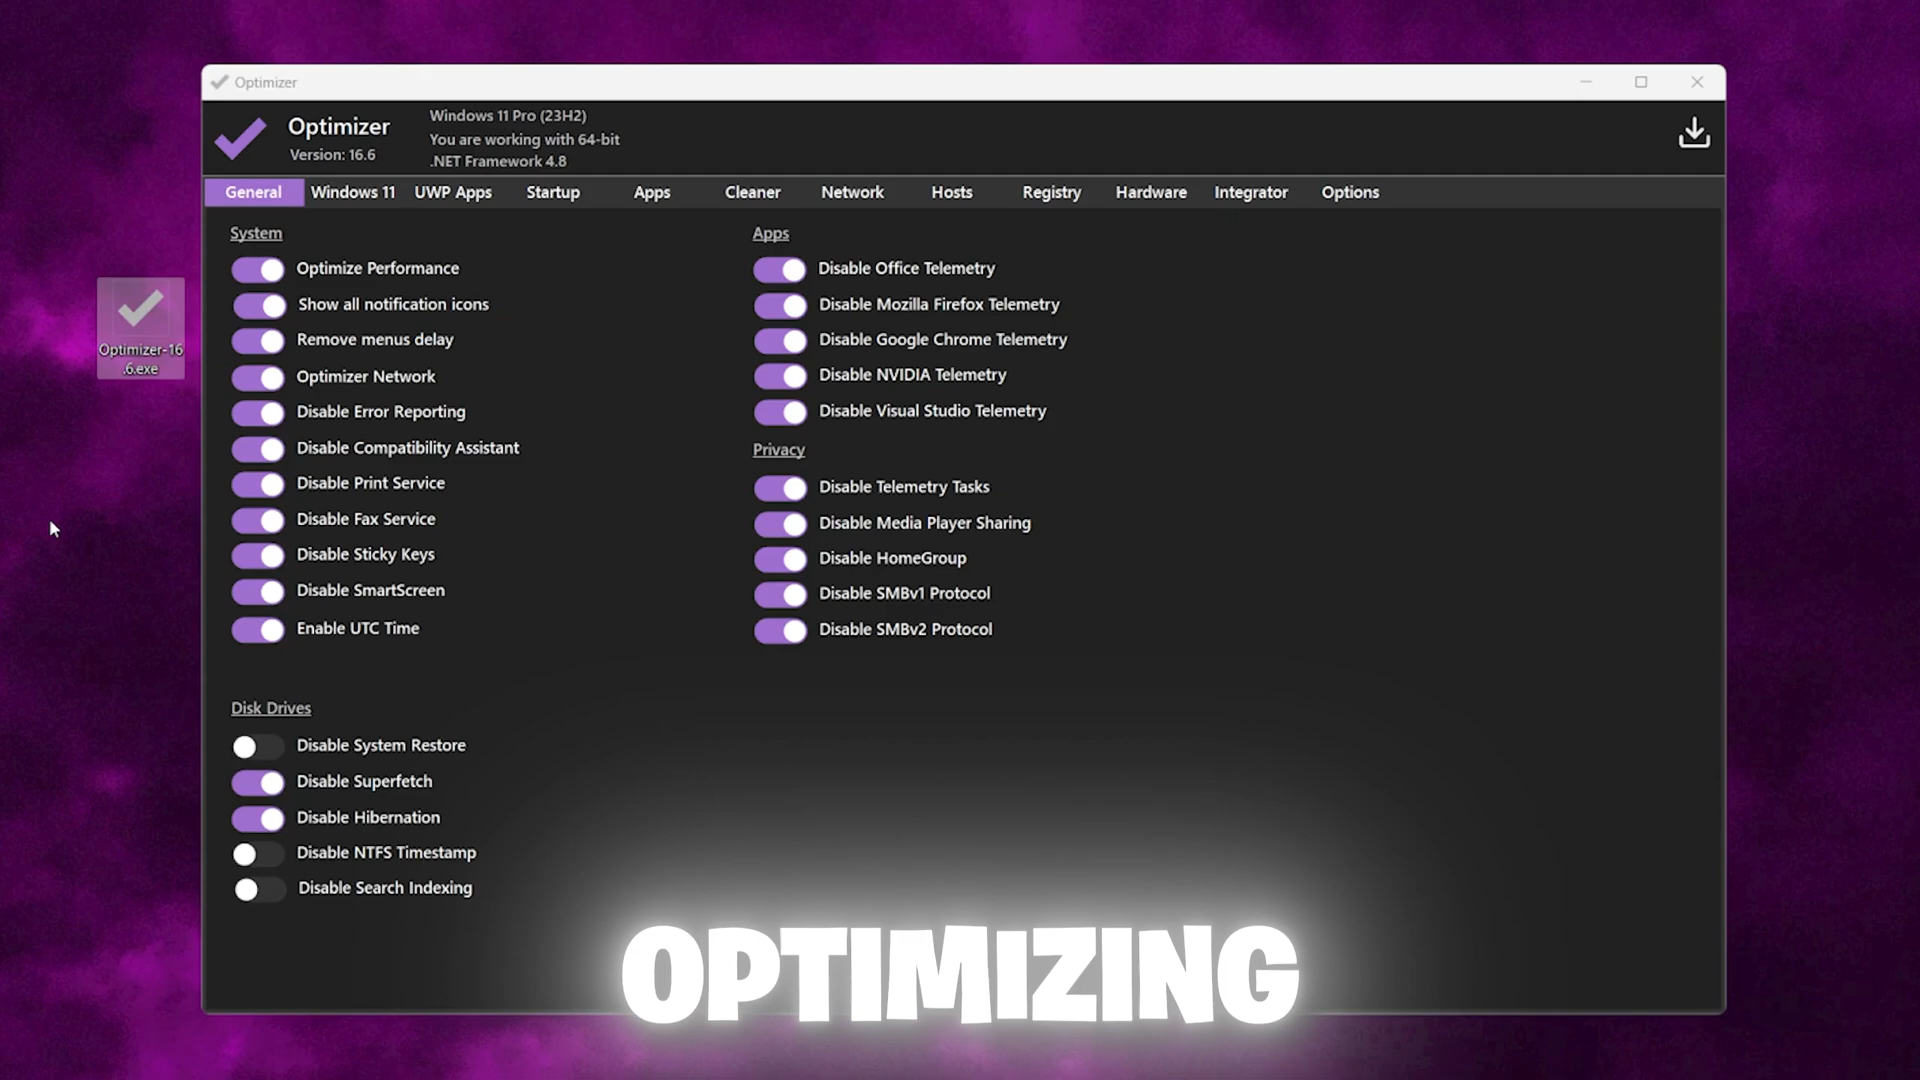 Optimizer
Optimizer
Version: 16.6
Windows 11 Pro (23H2)
You are working with 64-bit
.NET Framework 4.8
General Windows 11 UWP Apps Startup Apps Cleaner Network Hosts Registry Hardware Integrator Options
Optimizer-16
.6.exe
System
Optimize Performance
Show all notification icons
Remove menus delay
Optimizer Network
Disable Error Reporting
Disable Compatibility Assistant
Disable Print Service
Disable Fax Service
Disable Sticky Keys
Disable SmartScreen
Enable UTC Time
Disk Drives
Disable System Restore
Disable Superfetch
Disable Hibernation
Disable NTFS Timestamp
Disable Search Indexing
Apps
Disable Office Telemetry
Disable Mozilla Firefox Telemetry
Disable Google Chrome Telemetry
Disable NVIDIA Telemetry
Disable Visual Studio Telemetry
Privacy
Disable Telemetry Tasks
Disable Media Player Sharing
Disable HomeGroup
Disable SMBv1 Protocol
Disable SMBv2 Protocol
OPTIMIZING